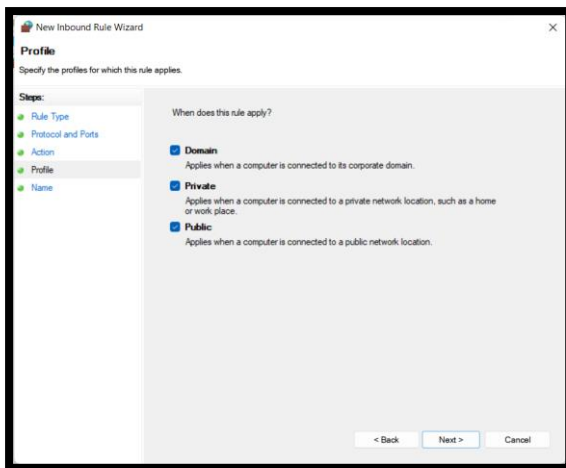 New Inbound Rule Wizard
Profile
Specify the profiles for which this rule applies.
Steps:
Rule Type
Protocol and Ports
Action
Profile
Name
When does this rule apply?
Domain
Applies when a computer is connected to its corporate domain.
Private
Applies when a computer is connected to a private network location, such as a home
or work place.
Public
Applies when a computer is connected to a public network location.
< Back Next > Cancel